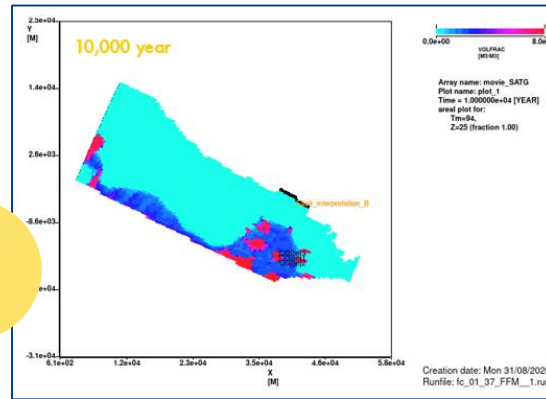 Y
[M]
2.0e+04
10,000 year
1.4e+04
2.6e+03
-8.6e+03
e+04
-3.1e+04
6.1e+02
1.2e+04
2.3e+04
3.5e+04
4.6e+04
5.8e+04
X
[M]
0.0e+00
8.0
VOLFRAC
[M3/M3]
Array name: movie_SATG
Plot name: plot_1
Time = 1.000000e+04 [YEAR]
areal plot for:
Tm=94,
Z=25 (fraction 1.00)
Creation date: Mon 31/08/202
Runfile: fc_01_37_FFM__1.ru